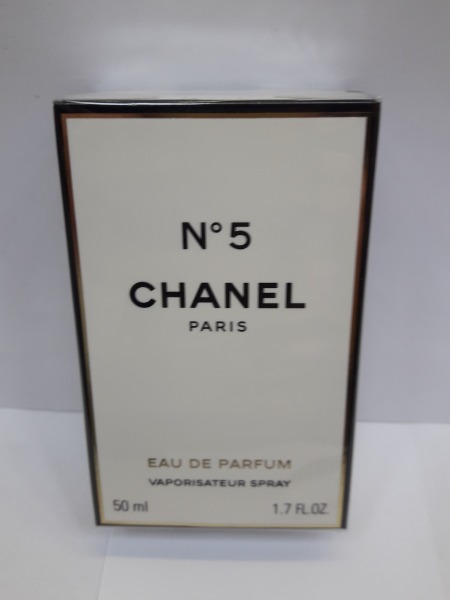 N° 5
CHANEL
PARIS
EAU DE PARFUM
VAPORISATEUR SPRAY
50 ml 1.7 FL.OZ.